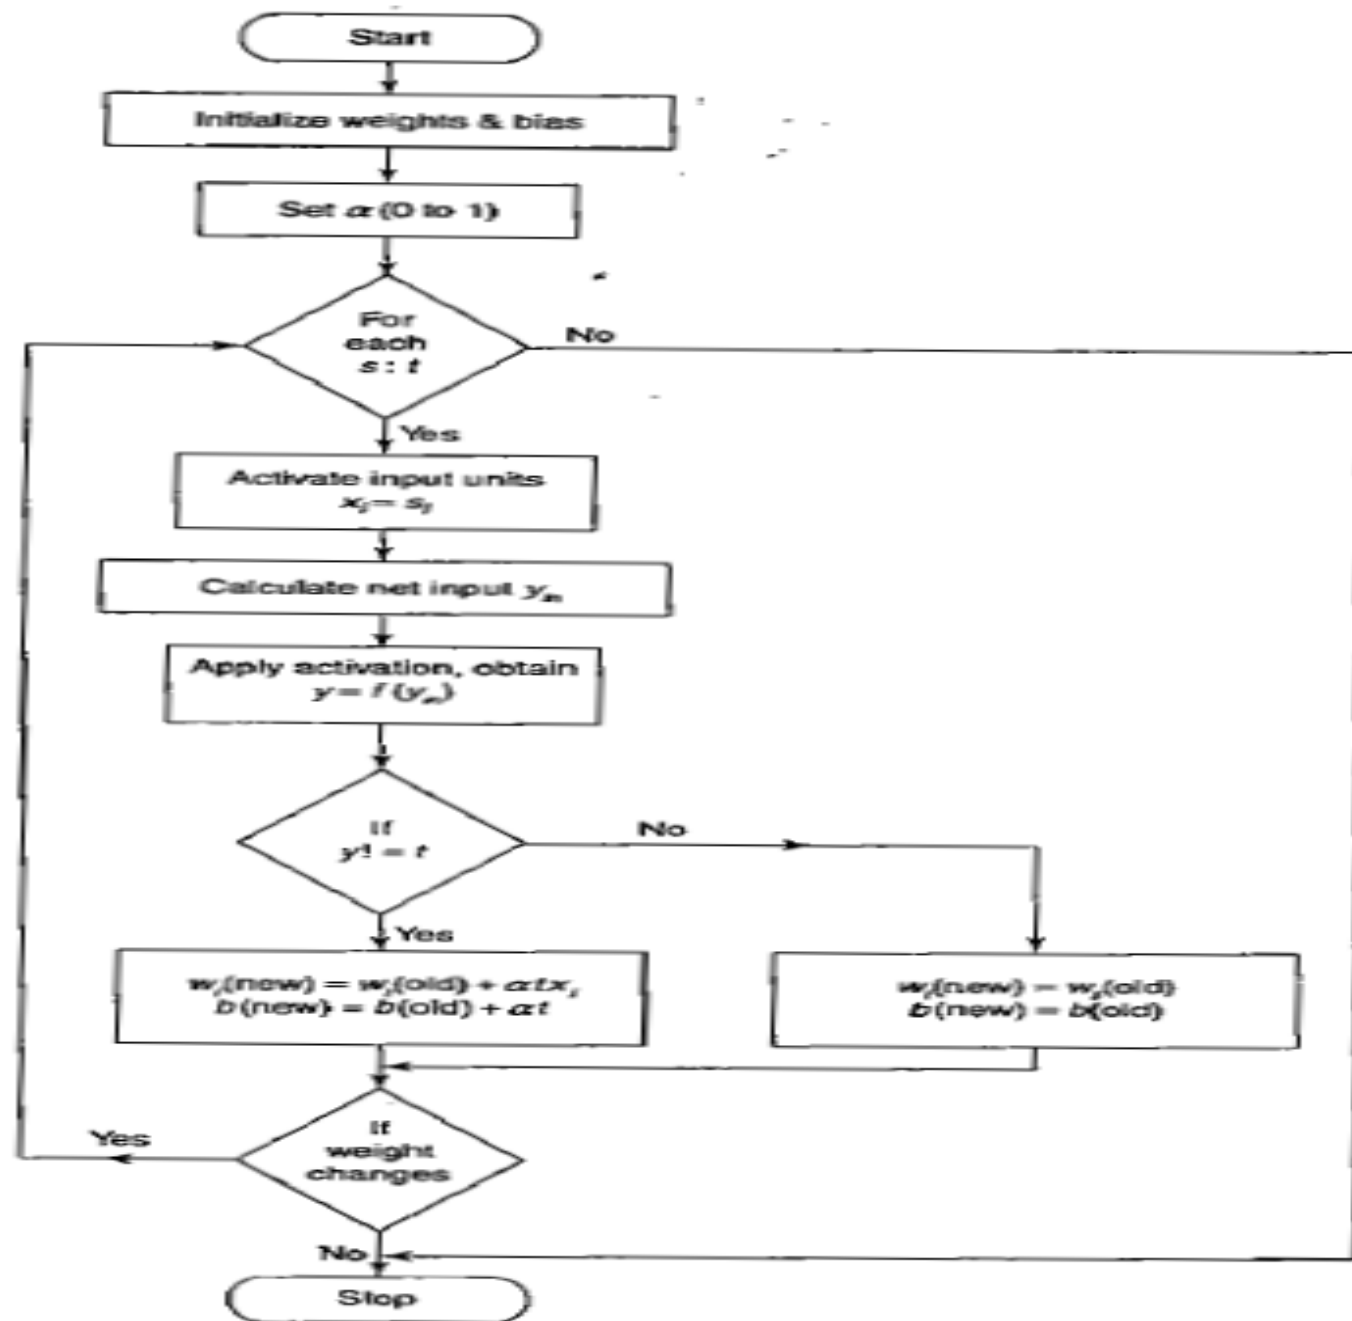 Start
Initialize weights & bias
Set α (0 to 1)
For
each
s : t
No
Yes
Activate input units
xᵢ = sᵢ
Calculate net input yᵢₙ
Apply activation, obtain
y = f (yᵢₙ)
If
y! = t
No
Yes
wᵢ(new) = wᵢ(old) + αtxᵢ
b(new) = b(old) + αt
wᵢ(new) = wᵢ(old)
b(new) = b(old)
If
weight
changes
Yes
No
Stop